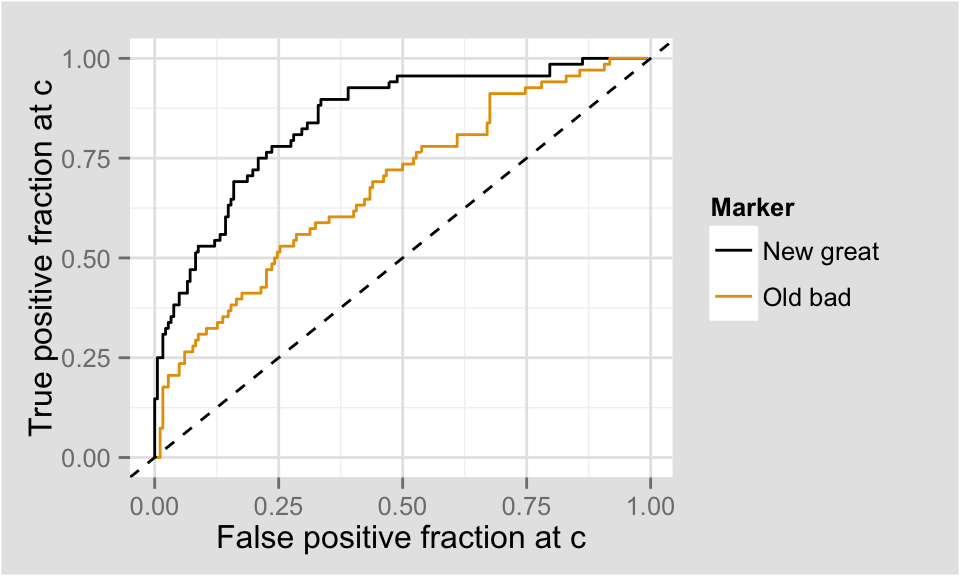 True positive fraction at c
1.00
0.75
0.50
0.25
0.00
0.00 0.25 0.50 0.75 1.00
False positive fraction at c
Marker
New great
Old bad